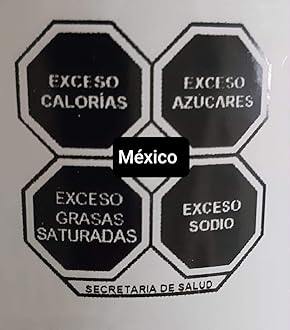 EXCESO
CALORÍAS
EXCESO
AZÚCARES
México
EXCESO
GRASAS
SATURADAS
EXCESO
SODIO
SECRETARIA DE SALUD